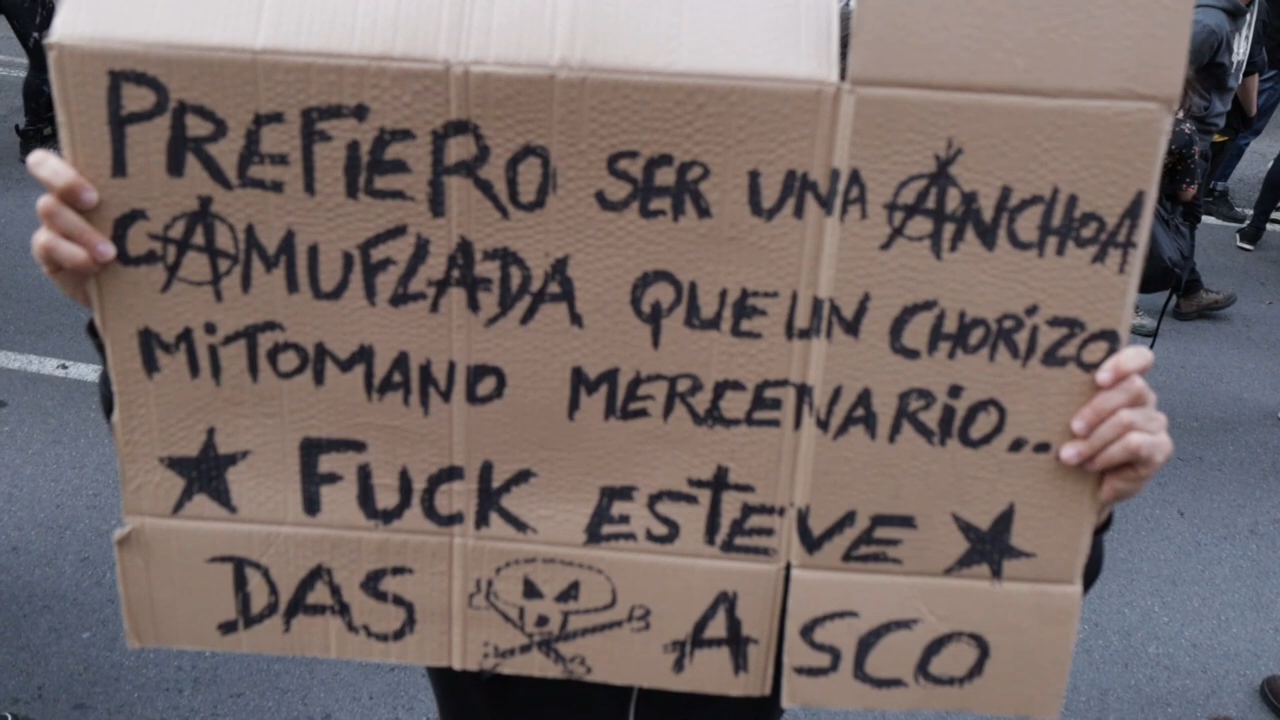 PREFiERO SER UNA ANCHOA
CAMUFLADA QUE UN CHORiZO
MiTOMANO MERCENARiO..
★ FUCK ESTEVE ★
DAS ASCO